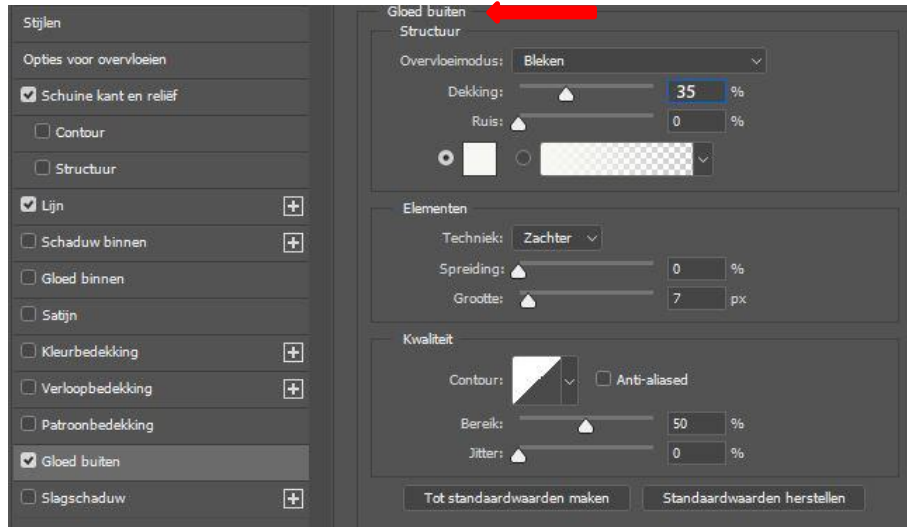 Stijlen
Opties voor overvloeien
Schuine kant en reliëf
Contour
Structuur
Lijn
Schaduw binnen
Gloed binnen
Satijn
Kleurbedekking
Verloopbedekking
Patroonbedekking
Gloed buiten
Slagschaduw
Gloed buiten
Structuur
Overvloeimodus: Bleken
Dekking: 35 %
Ruis: 0 %
Elementen
Techniek: Zachter
Spreiding: 0 %
Grootte: 7 px
Kwaliteit
Contour: Anti-aliased
Bereik: 50 %
Jitter: 0 %
Tot standaardwaarden maken Standaardwaarden herstellen